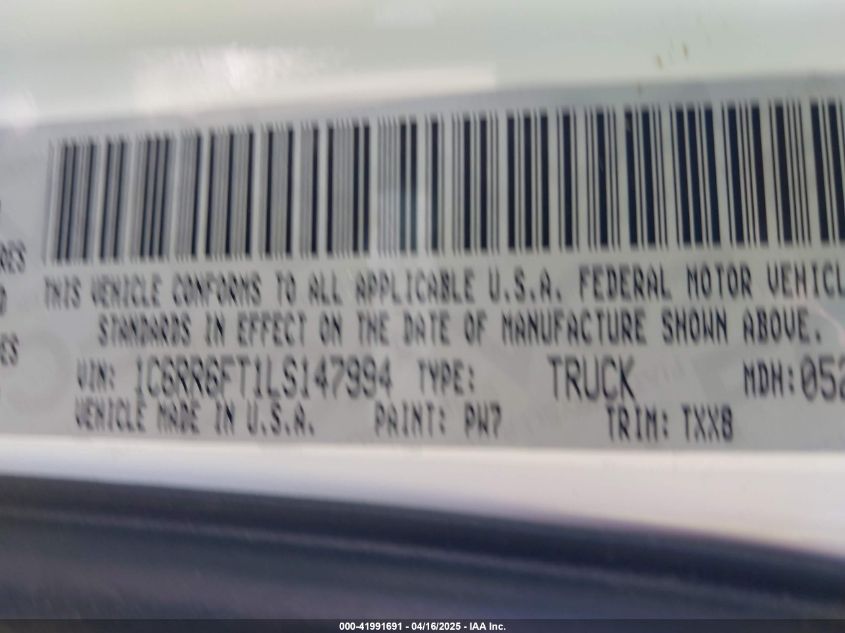 RES
THIS VEHICLE CONFORMS TO ALL APPLICABLE U.S.A. FEDERAL MOTOR VEHICL
STANDARDS IN EFFECT ON THE DATE OF MANUFACTURE SHOWN ABOVE.
ES
VIN: 1C6RR6FT1LS147994 TYPE: TRUCK MDH:052
VEHICLE MADE IN U.S.A. PAINT: PW7 TRIM: TXX8
000-41991691 - 04/16/2025 - IAA Inc.